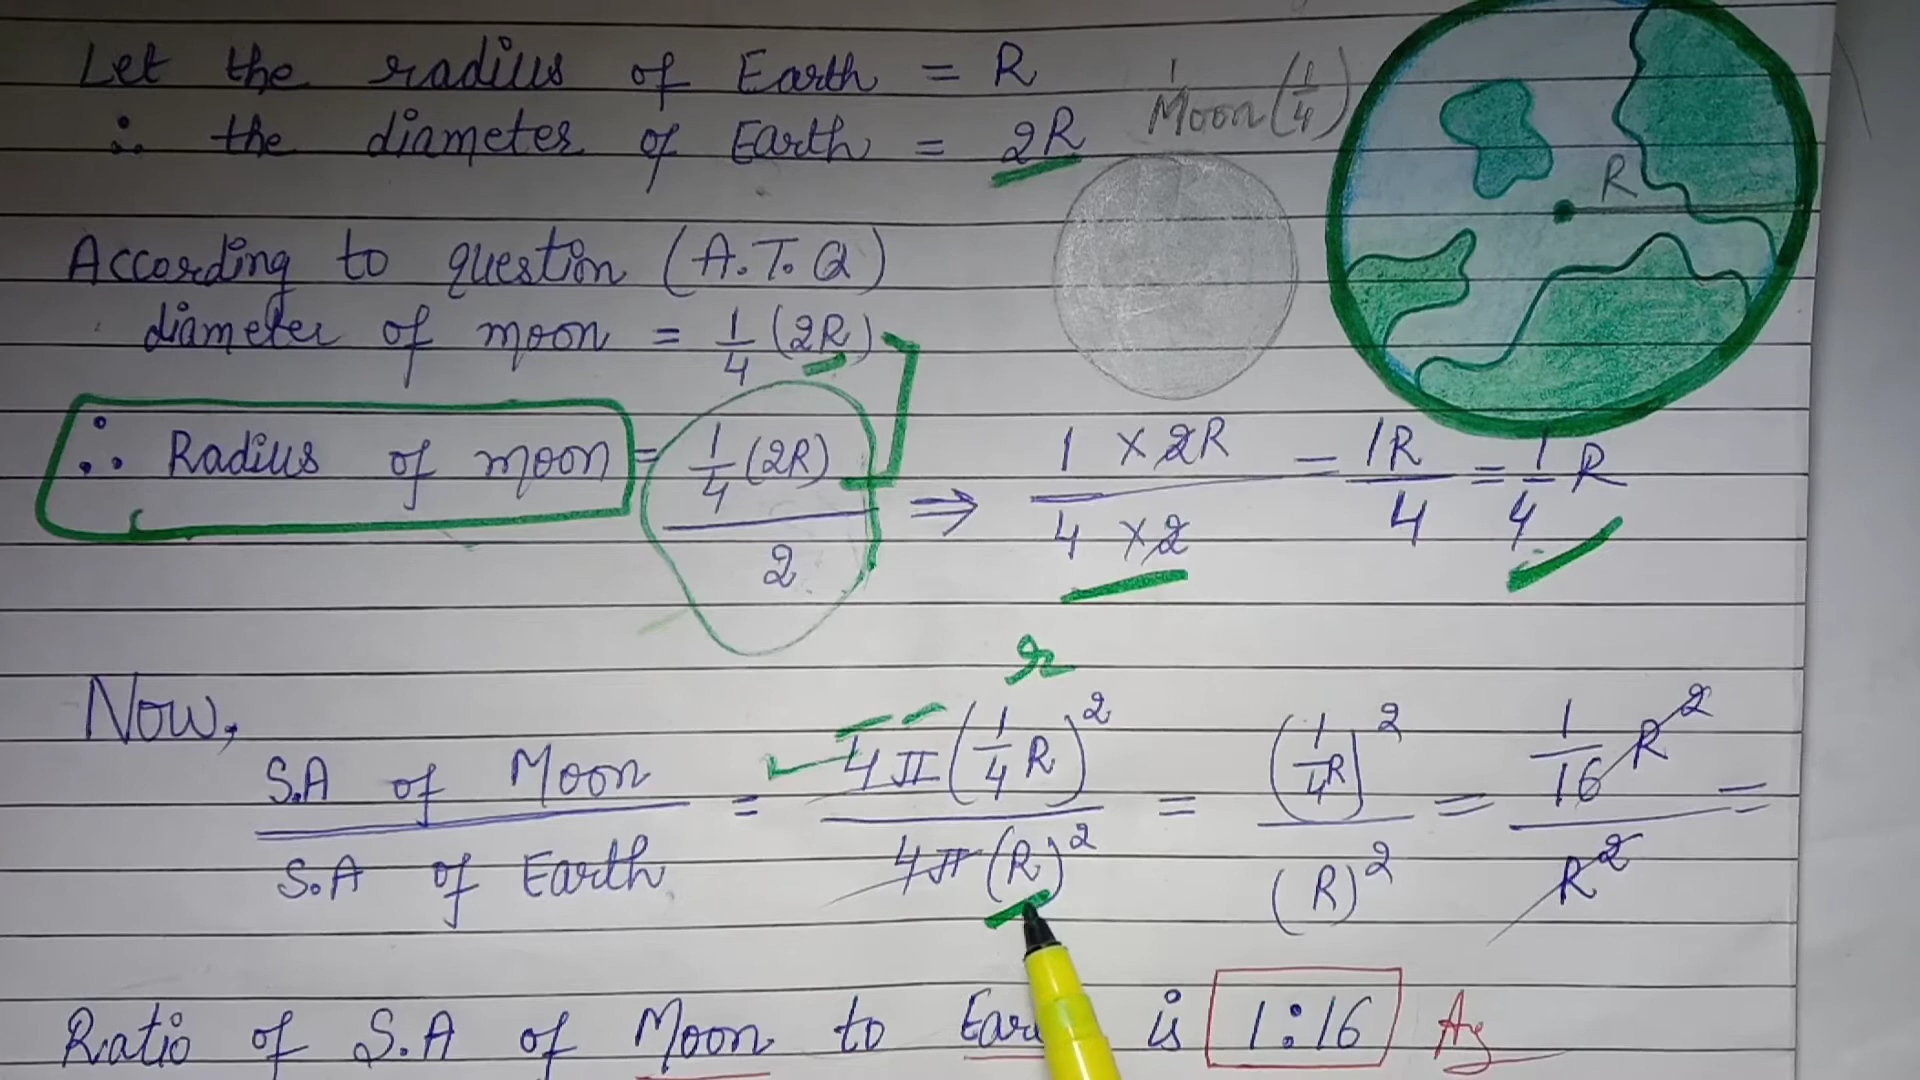 Let the radius of Earth = R
∴ the diameter of Earth = 2R
Moon (1/4)
R
According to question (A.T.Q)
diameter of moon = 1/4 (2R)
∴ Radius of moon = 1/4 (2R) / 2 ⇒ 1 × 2R / 4 × 2 = 1R / 4 = 1/4 R
r
Now,
S.A of Moon / S.A of Earth = 4π (1/4 R)² / 4π (R)² = (1/4 R)² / (R)² = 1/16 R² / R² =
Ratio of S.A of Moon to Ear is 1:16